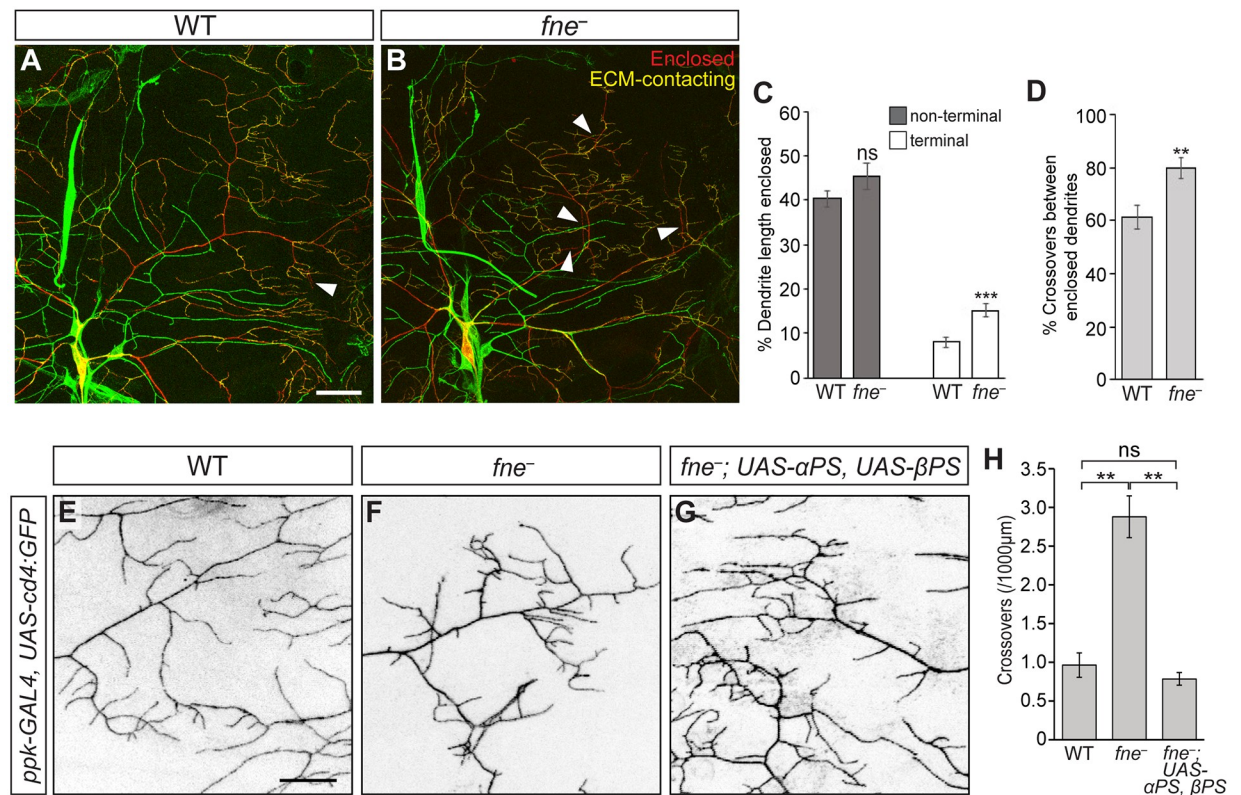 WT
fne–
A
B
Enclosed
ECM-contacting
C
% Dendrite length enclosed
60
50
40
30
20
10
0
non-terminal
terminal
ns
***
WT fne– WT fne–
D
% Crossovers between
enclosed dendrites
100
80
60
40
20
0
**
WT fne–
WT
fne–
fne–; UAS-αPS, UAS-βPS
ppk-GAL4, UAS-cd4:GFP
E
F
G
H
Crossovers (/1000µm)
3.5
3.0
2.5
2.0
1.5
1.0
0.5
0
ns
** **
WT fne– fne–;
UAS-
αPS, βPS